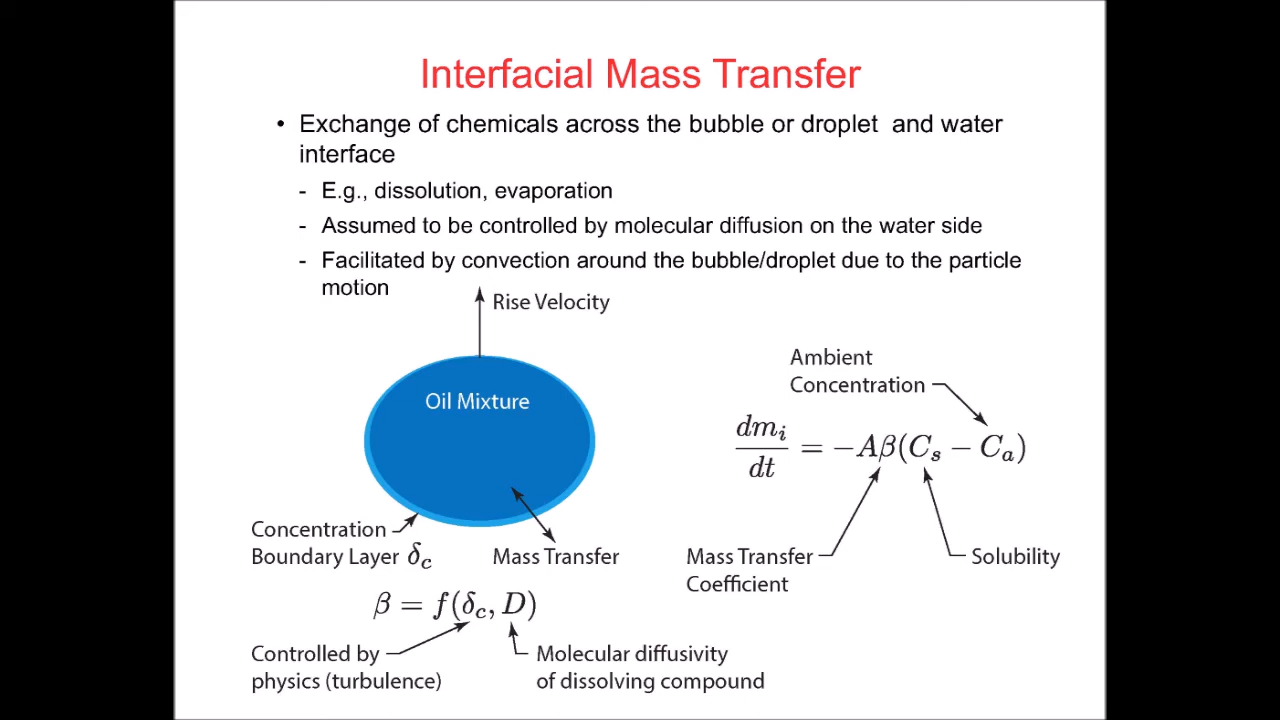 Interfacial Mass Transfer
• Exchange of chemicals across the bubble or droplet and water
interface
- E.g., dissolution, evaporation
- Assumed to be controlled by molecular diffusion on the water side
- Facilitated by convection around the bubble/droplet due to the particle
motion
Rise Velocity
Oil Mixture
Concentration
Boundary Layer δ_c
Mass Transfer
β = f(δ_c, D)
Controlled by
physics (turbulence)
Molecular diffusivity
of dissolving compound
Ambient
Concentration
dm_i/dt = −Aβ(C_s − C_a)
Mass Transfer
Coefficient
Solubility